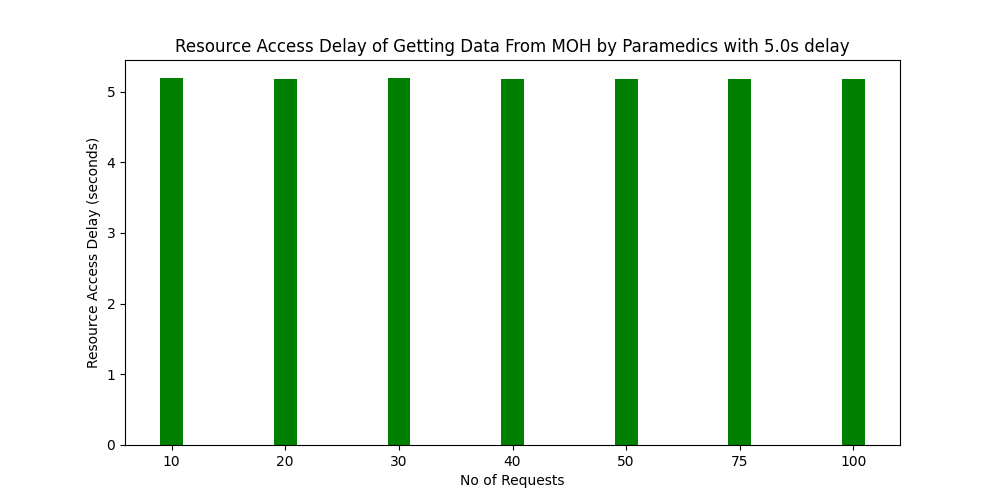 Resource Access Delay of Getting Data From MOH by Paramedics with 5.0s delay
Resource Access Delay (seconds)
5
4
3
2
1
0
10 20 30 40 50 75 100
No of Requests